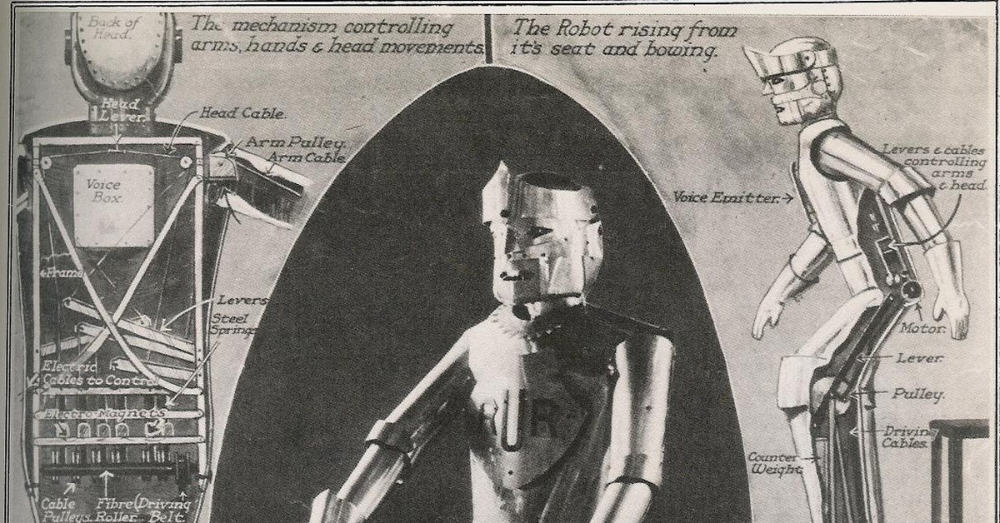 Back of
Head.
The mechanism controlling
arms, hands & head movements.
The Robot rising from
it's seat and bowing.
Head
Lever.
Head Cable.
Arm Pulley.
Arm Cable.
Voice
Box.
Frame
Levers
Steel
Springs
Electric
Cables to Control
Electro-Magnets
Cable
Pulleys.
Fibre
Roller.
Driving
Belt.
RUR
Levers & cables
controlling
arms
& head.
Voice Emitter.
Motor.
Lever.
Pulley.
Driving
Cables.
Counter
Weight.